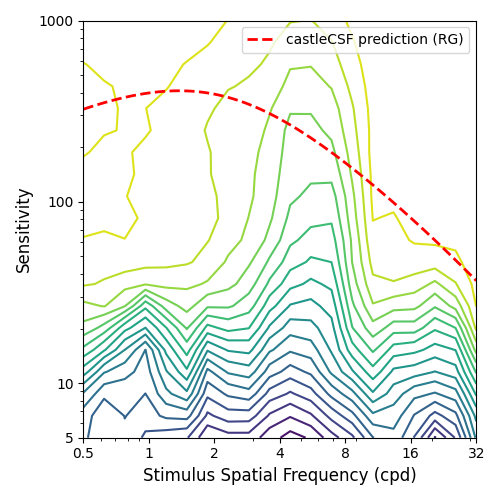 1000
castleCSF prediction (RG)
100
Sensitivity
10
5
0.5 1 2 4 8 16 32
Stimulus Spatial Frequency (cpd)